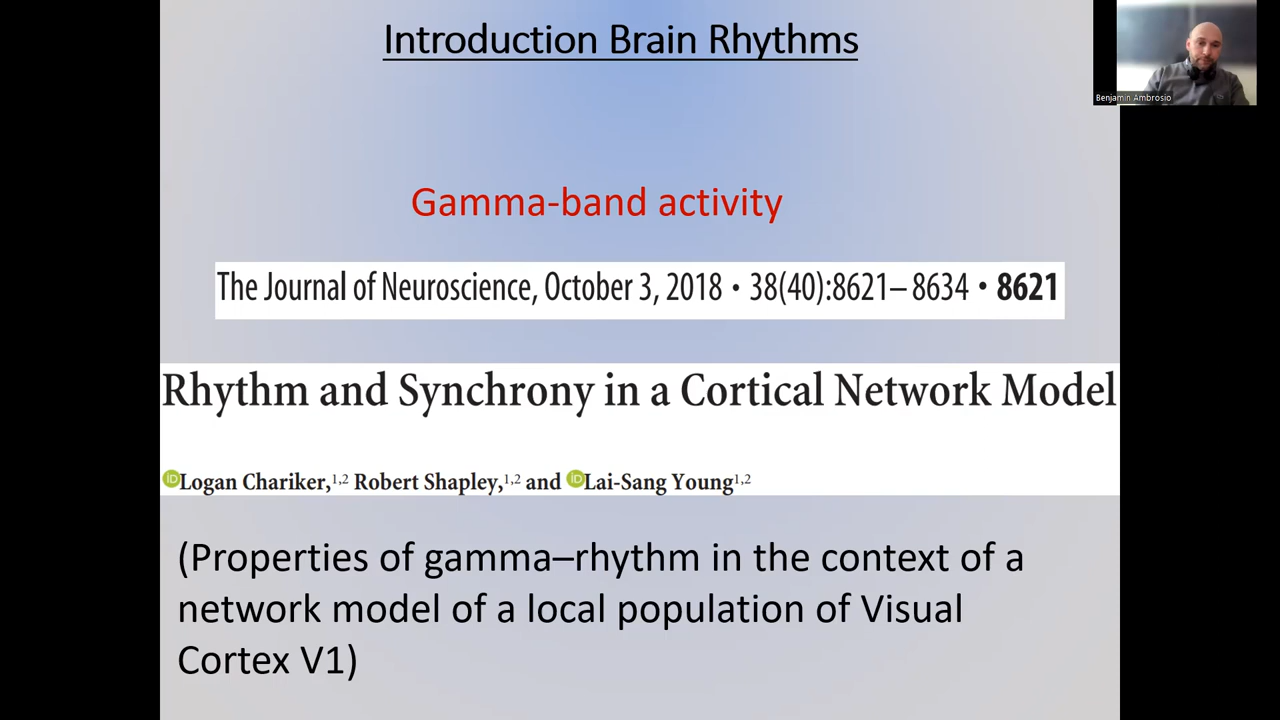 Introduction Brain Rhythms
Benjamin Ambrosio
Gamma-band activity
The Journal of Neuroscience, October 3, 2018 • 38(40):8621–8634 • 8621
Rhythm and Synchrony in a Cortical Network Model
iD Logan Chariker,1,2 Robert Shapley,1,2 and iD Lai-Sang Young1,2
(Properties of gamma–rhythm in the context of a
network model of a local population of Visual
Cortex V1)